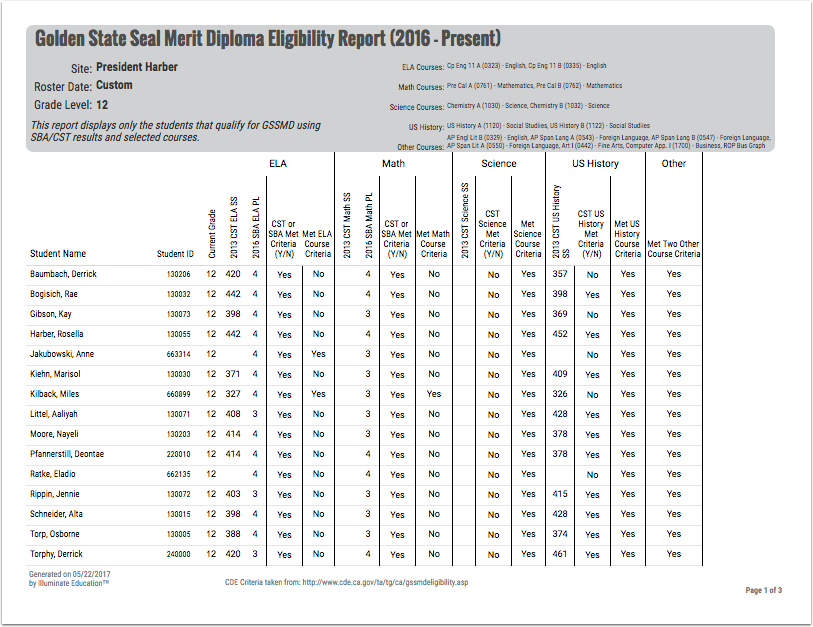 Golden State Seal Merit Diploma Eligibility Report (2016 - Present)
Site: President Harber
Roster Date: Custom
Grade Level: 12
This report displays only the students that qualify for GSSMD using
SBA/CST results and selected courses.
ELA Courses: Cp Eng 11 A (0323) - English, Cp Eng 11 B (0335) - English
Math Courses: Pre Cal A (0761) - Mathematics, Pre Cal B (0762) - Mathematics
Science Courses: Chemistry A (1030) - Science, Chemistry B (1032) - Science
US History: US History A (1120) - Social Studies, US History B (1122) - Social Studies
AP Engl Lit B (0329) - English, AP Span Lang A (0543) - Foreign Language, AP Span Lang B (0547) - Foreign Language,
Other Courses: AP Span Lit A (0550) - Foreign Language, Art I (0442) - Fine Arts, Computer App. I (1700) - Business, ROP Bus Graph
ELA Math Science US History Other
Student Name Student ID Current Grade 2013 CST ELA SS 2016 SBA ELA PL CST or SBA Met Criteria (Y/N) Met ELA Course Criteria 2013 CST Math SS 2016 SBA Math PL CST or SBA Met Criteria (Y/N) Met Math Course Criteria 2013 CST Science SS CST Science Met Criteria (Y/N) Met Science Course Criteria 2013 CST US History SS CST US History Met Criteria (Y/N) Met US History Course Criteria Met Two Other Course Criteria
Baumbach, Derrick 130206 12 420 4 Yes No 4 Yes No No Yes 357 No Yes Yes
Bogisich, Rae 130032 12 442 4 Yes No 4 Yes No No Yes 398 Yes Yes Yes
Gibson, Kay 130073 12 398 4 Yes No 3 Yes No No Yes 369 No Yes Yes
Harber, Rosella 130055 12 442 4 Yes No 4 Yes No No Yes 452 Yes Yes Yes
Jakubowski, Anne 663314 12 4 Yes Yes 3 Yes No No Yes No Yes Yes
Kiehn, Marisol 130030 12 371 4 Yes No 3 Yes No No Yes 409 Yes Yes Yes
Kilback, Miles 660899 12 327 4 Yes Yes 3 Yes Yes No Yes 326 No Yes Yes
Littel, Aaliyah 130071 12 408 3 Yes No 3 Yes No No Yes 428 Yes Yes Yes
Moore, Nayeli 130203 12 414 4 Yes No 3 Yes No No Yes 378 Yes Yes Yes
Pfannerstill, Deontae 220010 12 414 4 Yes No 4 Yes No No Yes 378 Yes Yes Yes
Ratke, Eladio 662135 12 4 Yes No 4 Yes No No Yes No Yes Yes
Rippin, Jennie 130072 12 403 3 Yes No 3 Yes No No Yes 415 Yes Yes Yes
Schneider, Alta 130015 12 398 4 Yes No 3 Yes No No Yes 428 Yes Yes Yes
Torp, Osborne 130005 12 388 4 Yes No 3 Yes No No Yes 374 Yes Yes Yes
Torphy, Derrick 240000 12 420 3 Yes No 4 Yes No No Yes 461 Yes Yes Yes
Generated on 05/22/2017
by Illuminate Education™
CDE Criteria taken from: http://www.cde.ca.gov/ta/tg/ca/gssmdeligibility.asp
Page 1 of 3